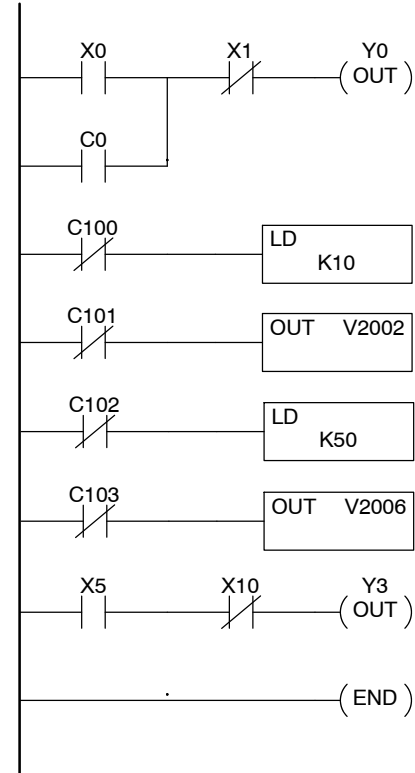 X0 X1 Y0
OUT
C0
C100
LD
K10
C101
OUT V2002
C102
LD
K50
C103
OUT V2006
X5 X10 Y3
OUT
END